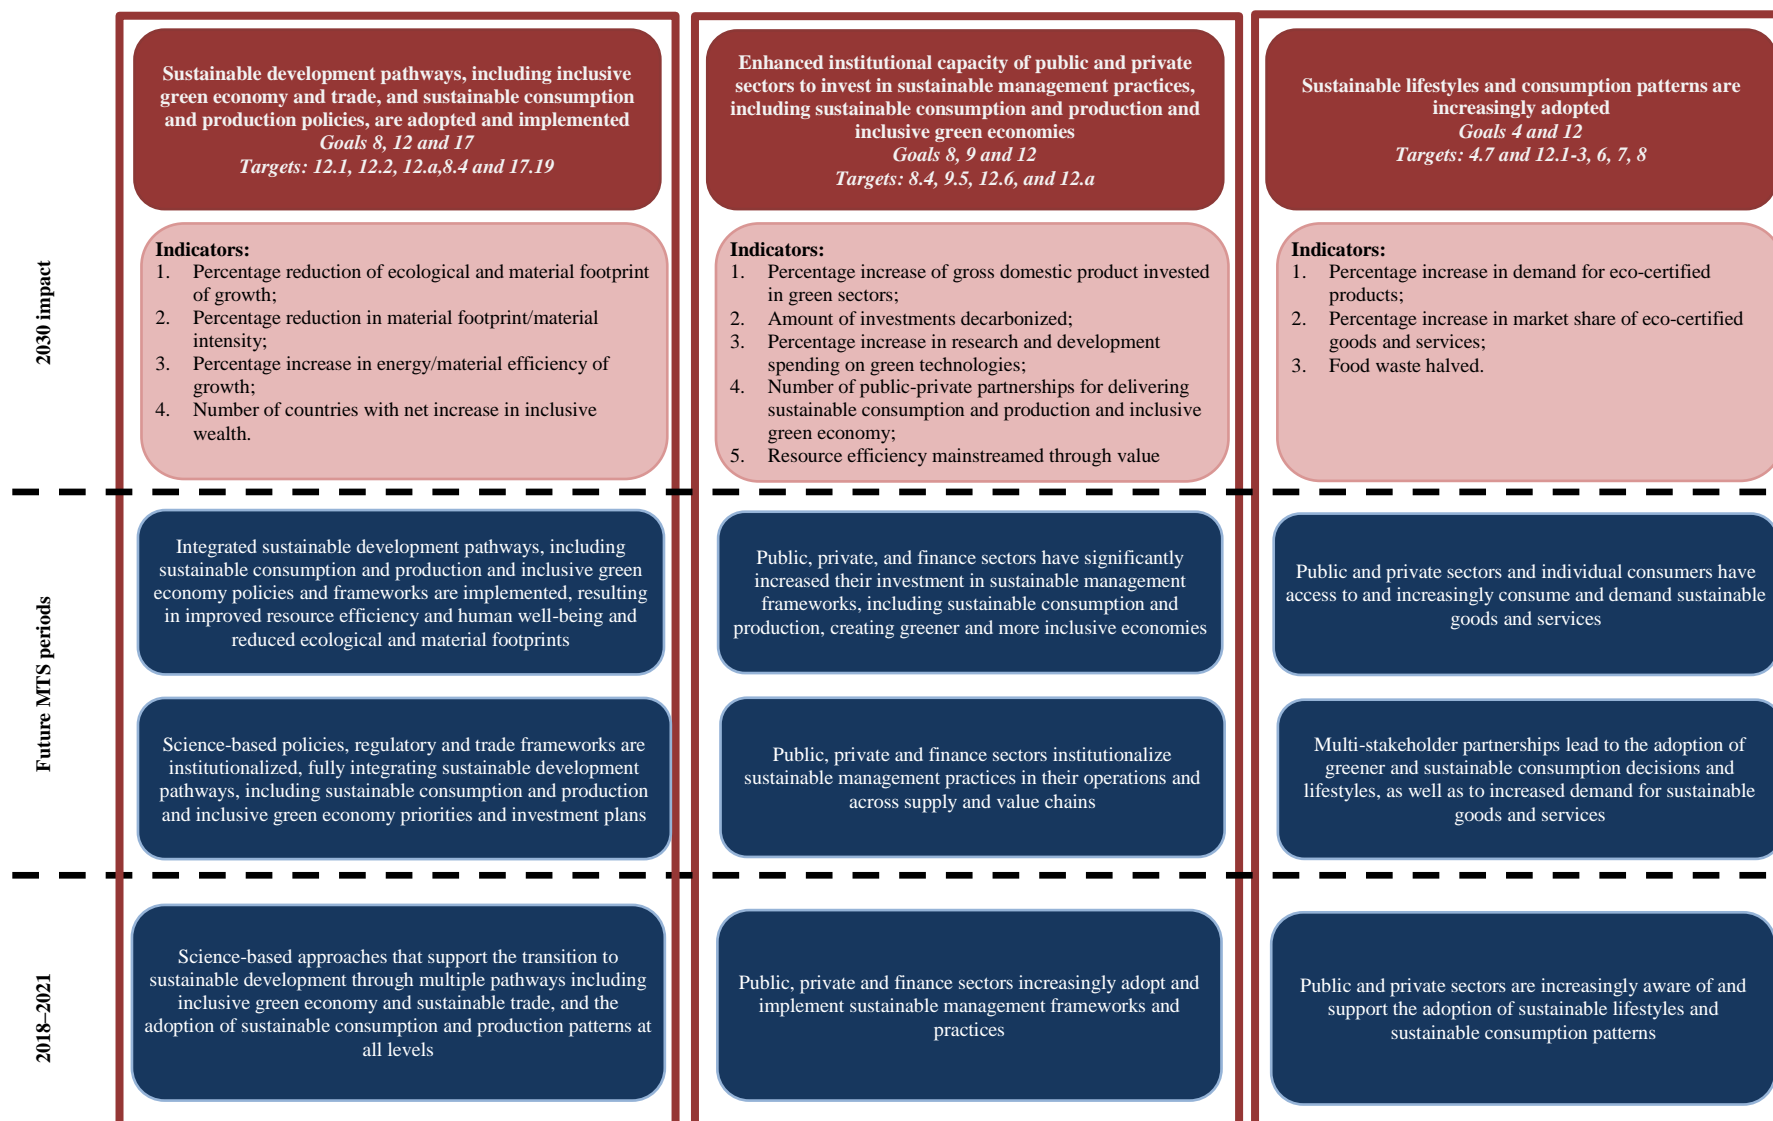 2030 impact
Sustainable development pathways, including inclusive
green economy and trade, and sustainable consumption
and production policies, are adopted and implemented
Goals 8, 12 and 17
Targets: 12.1, 12.2, 12.a,8.4 and 17.19
Indicators:
1. Percentage reduction of ecological and material footprint
of growth;
2. Percentage reduction in material footprint/material
intensity;
3. Percentage increase in energy/material efficiency of
growth;
4. Number of countries with net increase in inclusive
wealth.
Enhanced institutional capacity of public and private
sectors to invest in sustainable management practices,
including sustainable consumption and production and
inclusive green economies
Goals 8, 9 and 12
Targets: 8.4, 9.5, 12.6, and 12.a
Indicators:
1. Percentage increase of gross domestic product invested
in green sectors;
2. Amount of investments decarbonized;
3. Percentage increase in research and development
spending on green technologies;
4. Number of public-private partnerships for delivering
sustainable consumption and production and inclusive
green economy;
5. Resource efficiency mainstreamed through value
Sustainable lifestyles and consumption patterns are
increasingly adopted
Goals 4 and 12
Targets: 4.7 and 12.1-3, 6, 7, 8
Indicators:
1. Percentage increase in demand for eco-certified
products;
2. Percentage increase in market share of eco-certified
goods and services;
3. Food waste halved.
Future MTS periods
Integrated sustainable development pathways, including
sustainable consumption and production and inclusive green
economy policies and frameworks are implemented, resulting
in improved resource efficiency and human well-being and
reduced ecological and material footprints
Public, private, and finance sectors have significantly
increased their investment in sustainable management
frameworks, including sustainable consumption and
production, creating greener and more inclusive economies
Public and private sectors and individual consumers have
access to and increasingly consume and demand sustainable
goods and services
Science-based policies, regulatory and trade frameworks are
institutionalized, fully integrating sustainable development
pathways, including sustainable consumption and production
and inclusive green economy priorities and investment plans
Public, private and finance sectors institutionalize
sustainable management practices in their operations and
across supply and value chains
Multi-stakeholder partnerships lead to the adoption of
greener and sustainable consumption decisions and
lifestyles, as well as to increased demand for sustainable
goods and services
2018–2021
Science-based approaches that support the transition to
sustainable development through multiple pathways including
inclusive green economy and sustainable trade, and the
adoption of sustainable consumption and production patterns at
all levels
Public, private and finance sectors increasingly adopt and
implement sustainable management frameworks and
practices
Public and private sectors are increasingly aware of and
support the adoption of sustainable lifestyles and
sustainable consumption patterns